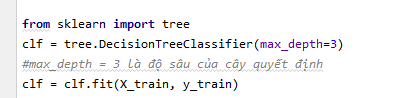 from sklearn import tree
clf = tree.DecisionTreeClassifier(max_depth=3)
#max_depth = 3 là độ sâu của cây quyết định
clf = clf.fit(X_train, y_train)